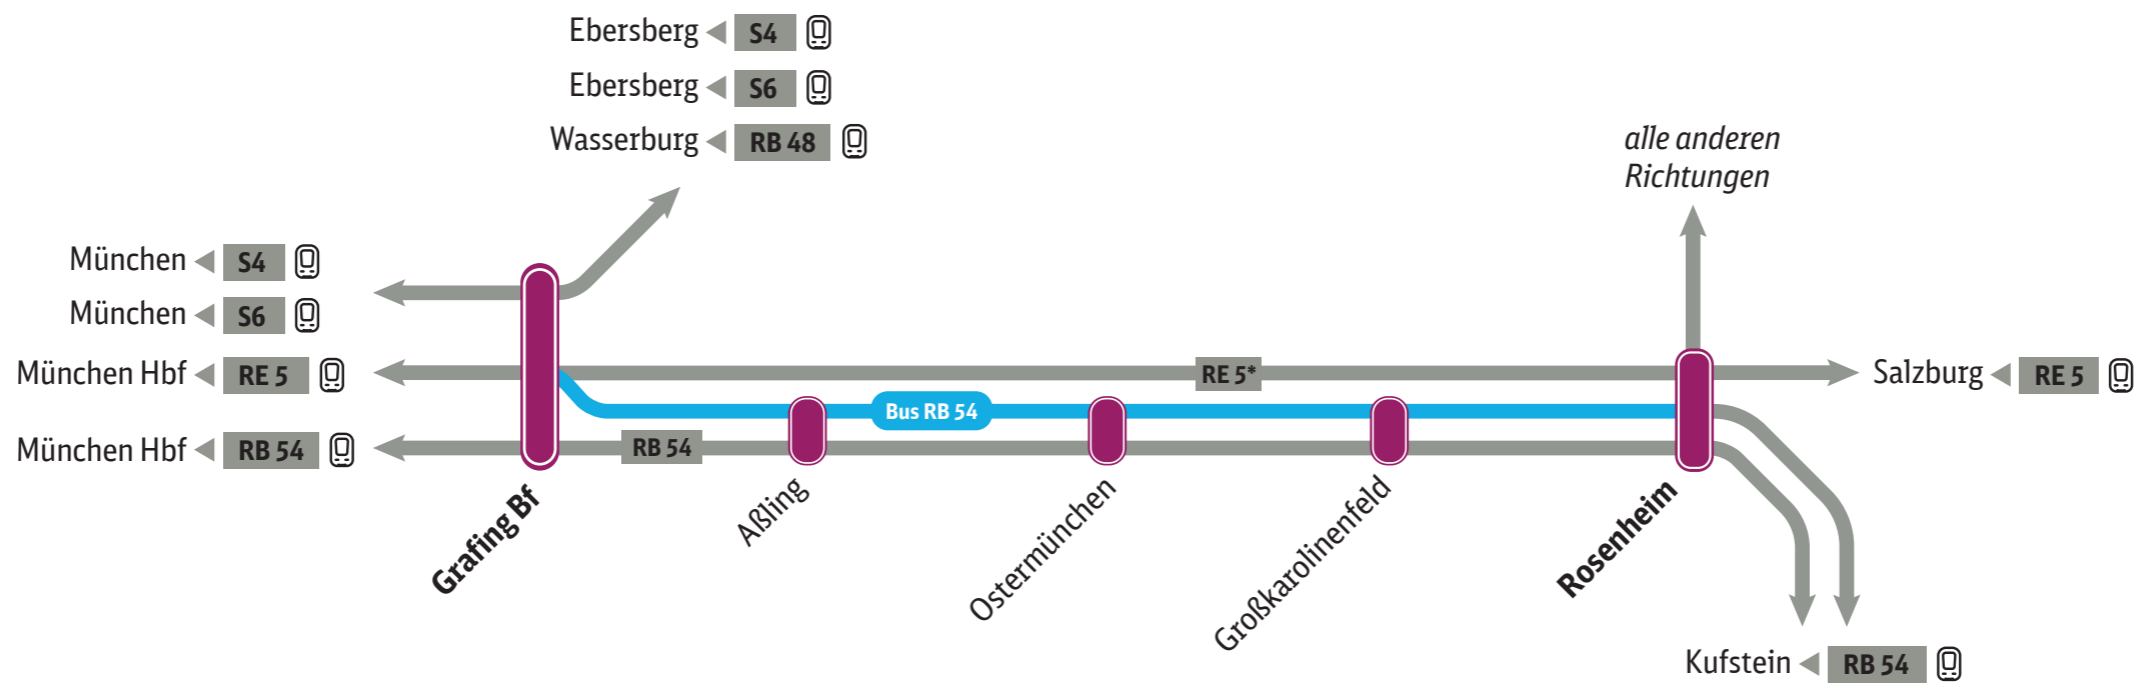 Ebersberg S4
Ebersberg S6
Wasserburg RB 48
alle anderen
Richtungen
München S4
München S6
München Hbf RE 5
RE 5*
Salzburg RE 5
Bus RB 54
München Hbf RB 54
RB 54
Grafing Bf
Aßling
Ostermünchen
Großkarolinenfeld
Rosenheim
Kufstein RB 54